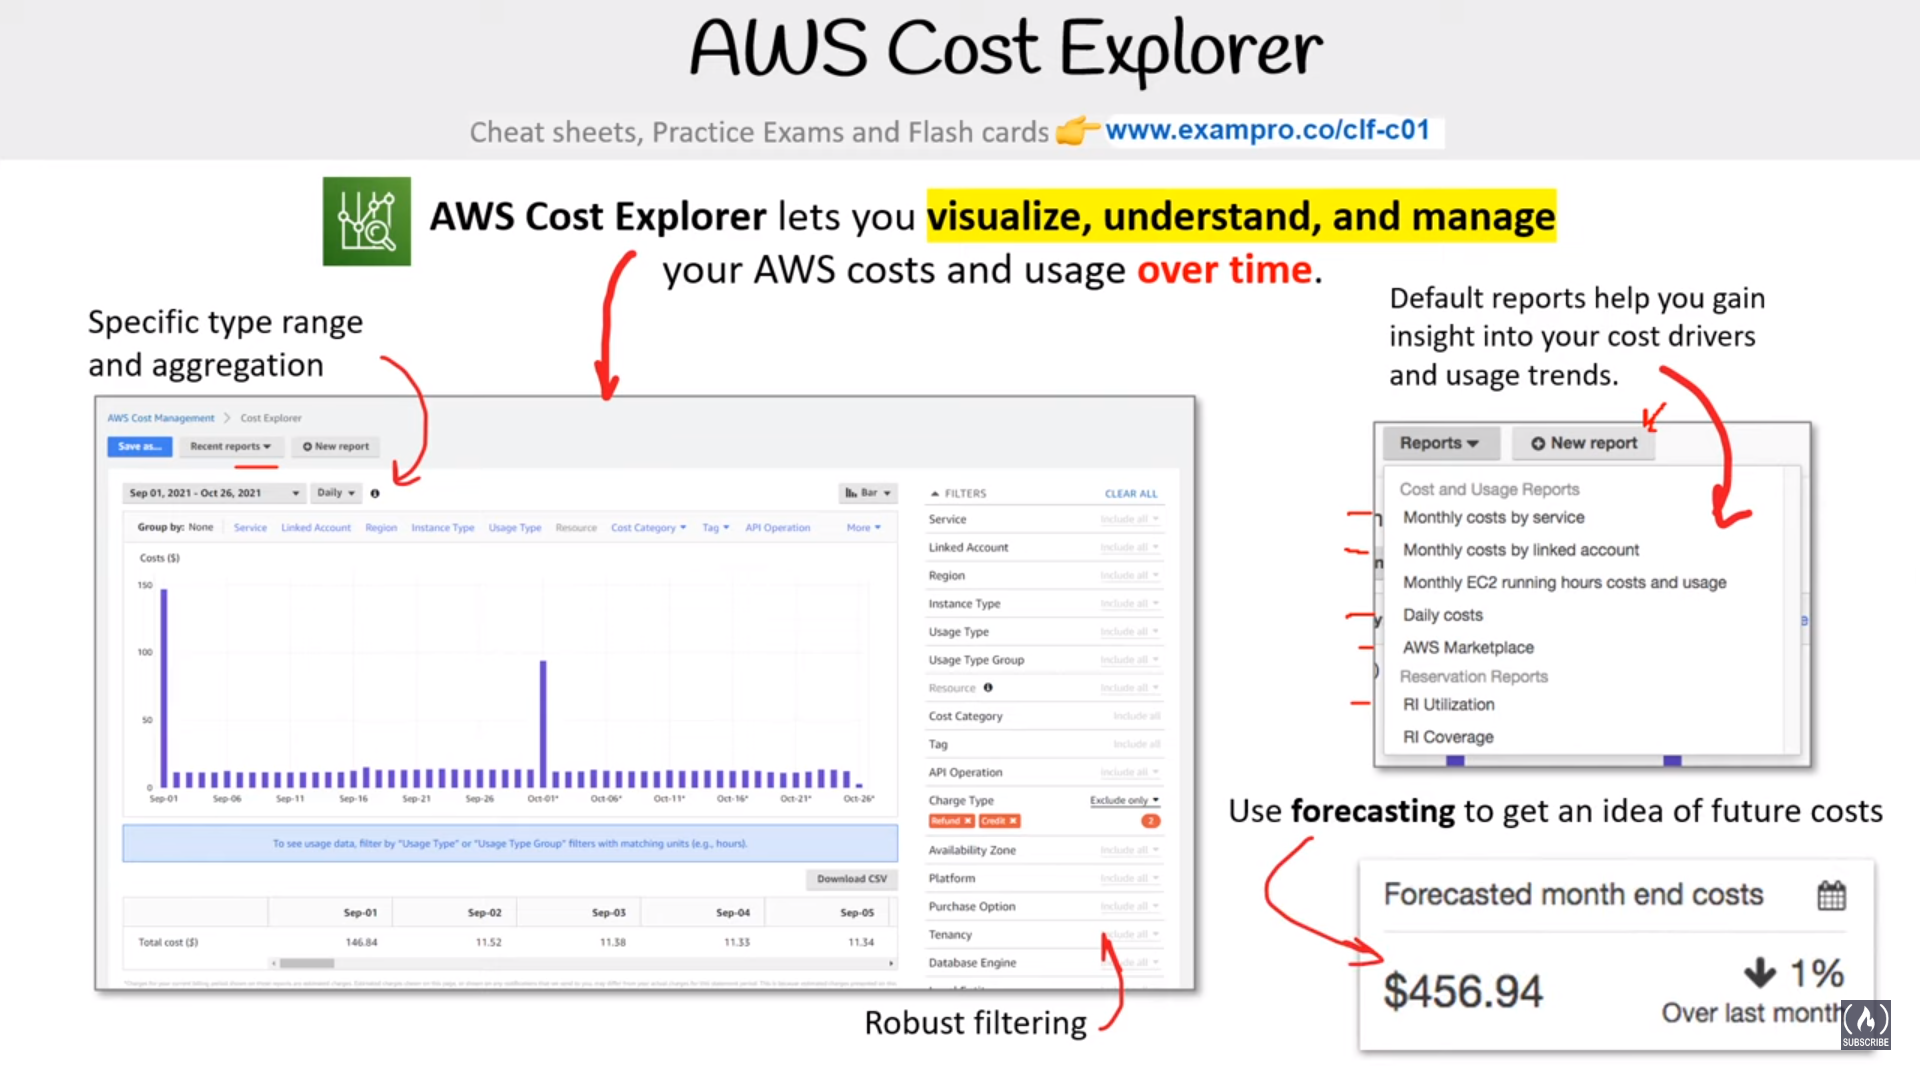 AWS Cost Explorer
Cheat sheets, Practice Exams and Flash cards 👉 www.exampro.co/clf-c01
AWS Cost Explorer lets you visualize, understand, and manage
your AWS costs and usage over time.
Specific type range
and aggregation
AWS Cost Management > Cost Explorer
Save as...
Recent reports
New report
Sep 01, 2021 - Oct 26, 2021
Daily
Bar
Group by: None Service Linked Account Region Instance Type Usage Type Resource Cost Category Tag API Operation More
Costs ($)
150
100
50
0
Sep-01 Sep-06 Sep-11 Sep-16 Sep-21 Sep-26 Oct-01* Oct-06* Oct-11* Oct-16* Oct-21* Oct-26*
To see usage data, filter by "Usage Type" or "Usage Type Group" filters with matching units (e.g., hours).
Download CSV
Sep-01 Sep-02 Sep-03 Sep-04 Sep-05
Total cost ($) 146.84 11.52 11.38 11.33 11.34
FILTERS CLEAR ALL
Service Include all
Linked Account Include all
Region Include all
Instance Type Include all
Usage Type Include all
Usage Type Group Include all
Resource Include all
Cost Category Include all
Tag Include all
API Operation Include all
Charge Type Exclude only
Refund Credit 2
Availability Zone Include all
Platform Include all
Purchase Option Include all
Tenancy Include all
Database Engine Include all
Robust filtering
Default reports help you gain
insight into your cost drivers
and usage trends.
Reports
New report
Cost and Usage Reports
Monthly costs by service
Monthly costs by linked account
Monthly EC2 running hours costs and usage
Daily costs
AWS Marketplace
Reservation Reports
RI Utilization
RI Coverage
Use forecasting to get an idea of future costs
Forecasted month end costs
$456.94
1%
Over last month
SUBSCRIBE